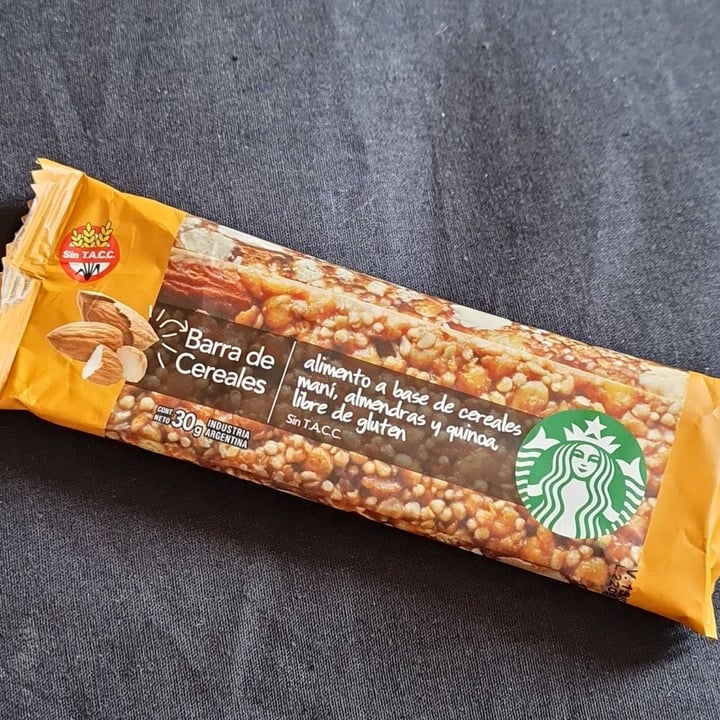 Sin T.A.C.C.
Barra de
Cereales
alimento a base de cereales
maní, almendras y quinoa,
libre de gluten
Sin T.A.C.C.
CONT.
NETO 30g
INDUSTRIA
ARGENTINA